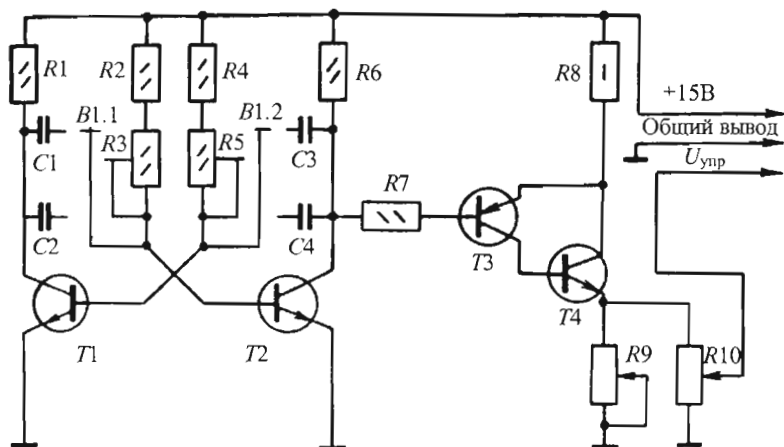 R1
R2
R4
R6
R8
+15В
B1.1
B1.2
Общий вывод
R3
R5
C1
C3
Uупр
R7
C2
C4
T3
T4
T1
T2
R9
R10